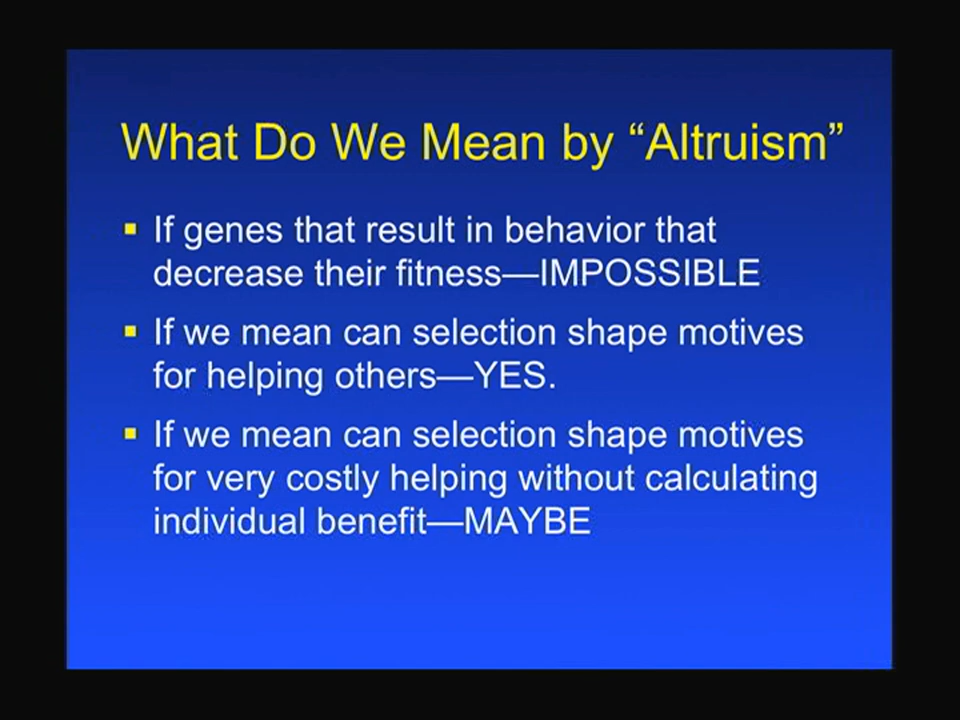 What Do We Mean by “Altruism”
If genes that result in behavior that
decrease their fitness—IMPOSSIBLE
If we mean can selection shape motives
for helping others—YES.
If we mean can selection shape motives
for very costly helping without calculating
individual benefit—MAYBE